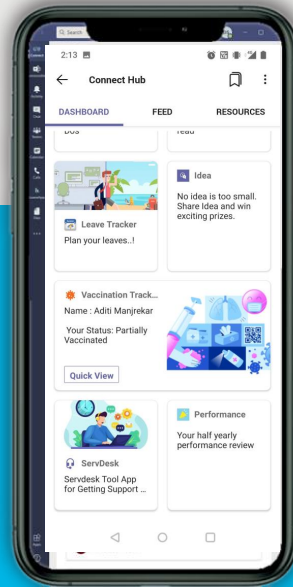 Search
2:13
Connect Hub
DASHBOARD FEED RESOURCES
Leave Tracker
Plan your leaves..!
Idea
No idea is too small.
Share Idea and win
exciting prizes.
Vaccination Track...
Name : Aditi Manjrekar
Your Status: Partially
Vaccinated
Quick View
ServDesk
Servdesk Tool App
for Getting Support ...
Performance
Your half yearly
performance review